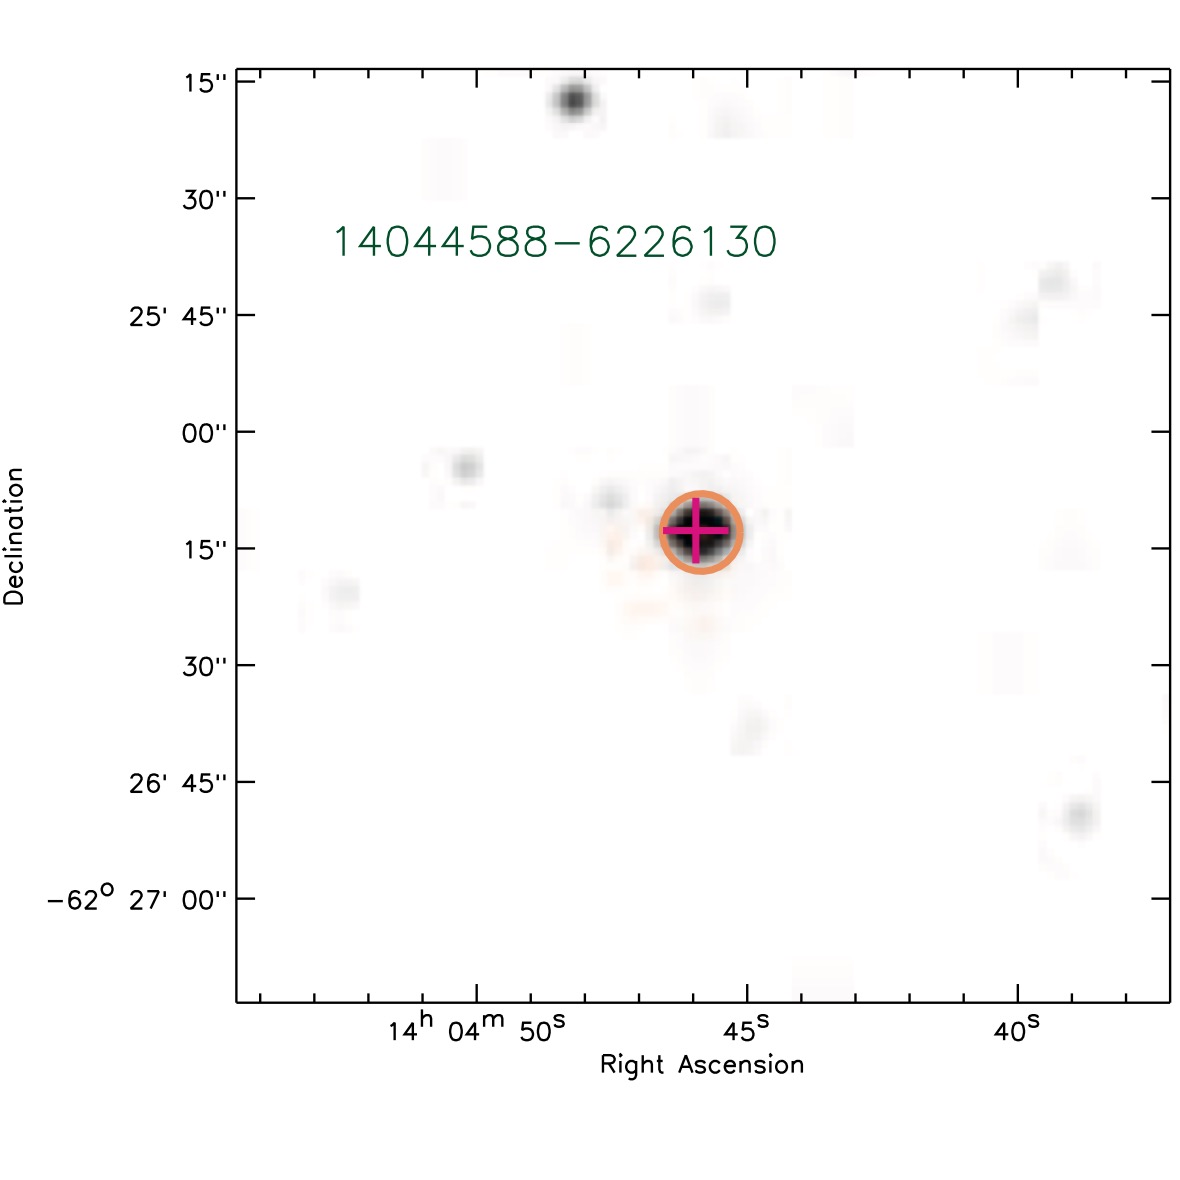 15''
30''
14044588−6226130
25' 45''
00''
15''
30''
26' 45''
−62° 27' 00''
Declination
14ʰ 04ᵐ 50ˢ 45ˢ 40ˢ
Right Ascension